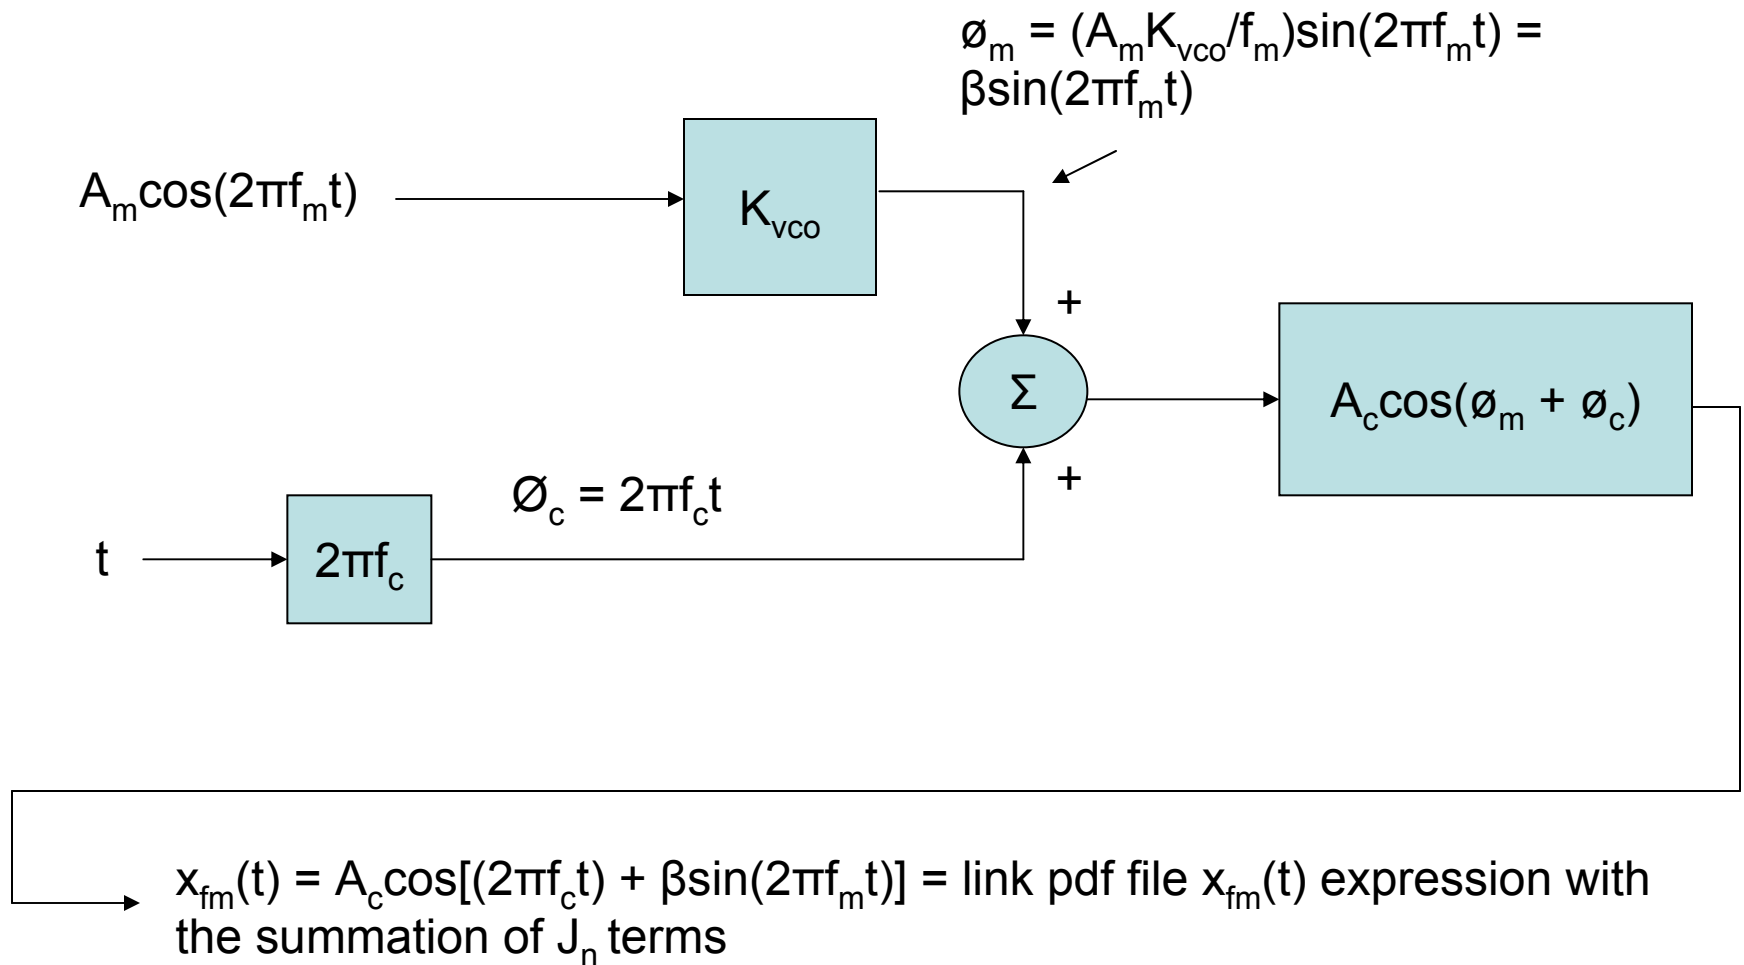 ø_m = (A_mK_vco/f_m)sin(2πf_mt) =
βsin(2πf_mt)
A_mcos(2πf_mt)
K_vco
+
Σ
A_ccos(ø_m + ø_c)
+
Ø_c = 2πf_ct
t
2πf_c
x_fm(t) = A_ccos[(2πf_ct) + βsin(2πf_mt)] = link pdf file x_fm(t) expression with
the summation of J_n terms